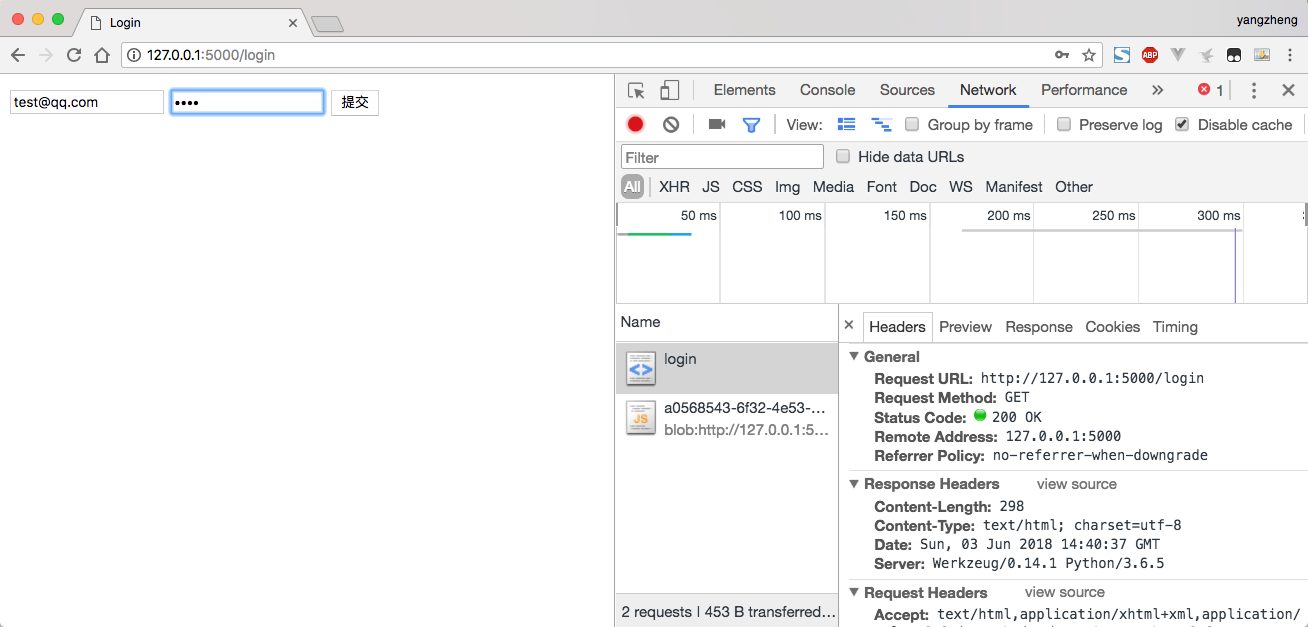 Login
yangzheng
127.0.0.1:5000/login
ABP
test@qq.com
••••
提交
Elements Console Sources Network Performance » 1
View: Group by frame Preserve log Disable cache
Filter
Hide data URLs
All XHR JS CSS Img Media Font Doc WS Manifest Other
50 ms 100 ms 150 ms 200 ms 250 ms 300 ms
Name
Headers Preview Response Cookies Timing
login
JS
a0568543-6f32-4e53-...
blob:http://127.0.0.1:5...
2 requests | 453 B transferred...
General
Request URL: http://127.0.0.1:5000/login
Request Method: GET
Status Code: 200 OK
Remote Address: 127.0.0.1:5000
Referrer Policy: no-referrer-when-downgrade
Response Headers view source
Content-Length: 298
Content-Type: text/html; charset=utf-8
Date: Sun, 03 Jun 2018 14:40:37 GMT
Server: Werkzeug/0.14.1 Python/3.6.5
Request Headers view source
Accept: text/html,application/xhtml+xml,application/